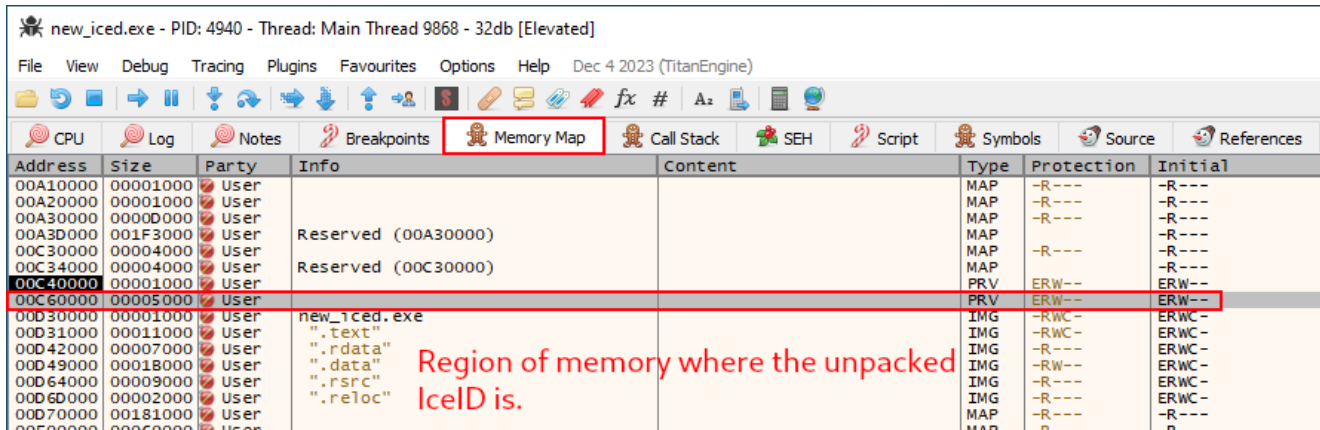 new_iced.exe - PID: 4940 - Thread: Main Thread 9868 - 32db [Elevated]
File View Debug Tracing Plugins Favourites Options Help Dec 4 2023 (TitanEngine)
CPU Log Notes Breakpoints Memory Map Call Stack SEH Script Symbols Source References
Address Size Party Info Content Type Protection Initial
00A10000 00001000 User MAP -R--- -R---
00A20000 00001000 User MAP -R--- -R---
00A30000 0000D000 User MAP -R--- -R---
00A3D000 001F3000 User Reserved (00A30000) MAP -R---
00C30000 00004000 User MAP -R--- -R---
00C34000 00004000 User Reserved (00C30000) MAP -R---
00C40000 00001000 User PRV ERW-- ERW--
00C60000 00005000 User PRV ERW-- ERW--
00D30000 00001000 User new_iced.exe IMG -RWC- ERWC-
00D31000 00011000 User ".text" IMG -RWC- ERWC-
00D42000 00007000 User ".rdata" IMG -R--- ERWC-
00D49000 0001B000 User ".data" IMG -RW-- ERWC-
00D64000 00009000 User ".rsrc" IMG -R--- ERWC-
00D6D000 00002000 User ".reloc" IMG -R--- ERWC-
00D70000 00181000 User MAP -R--- -R---
Region of memory where the unpacked
IceID is.